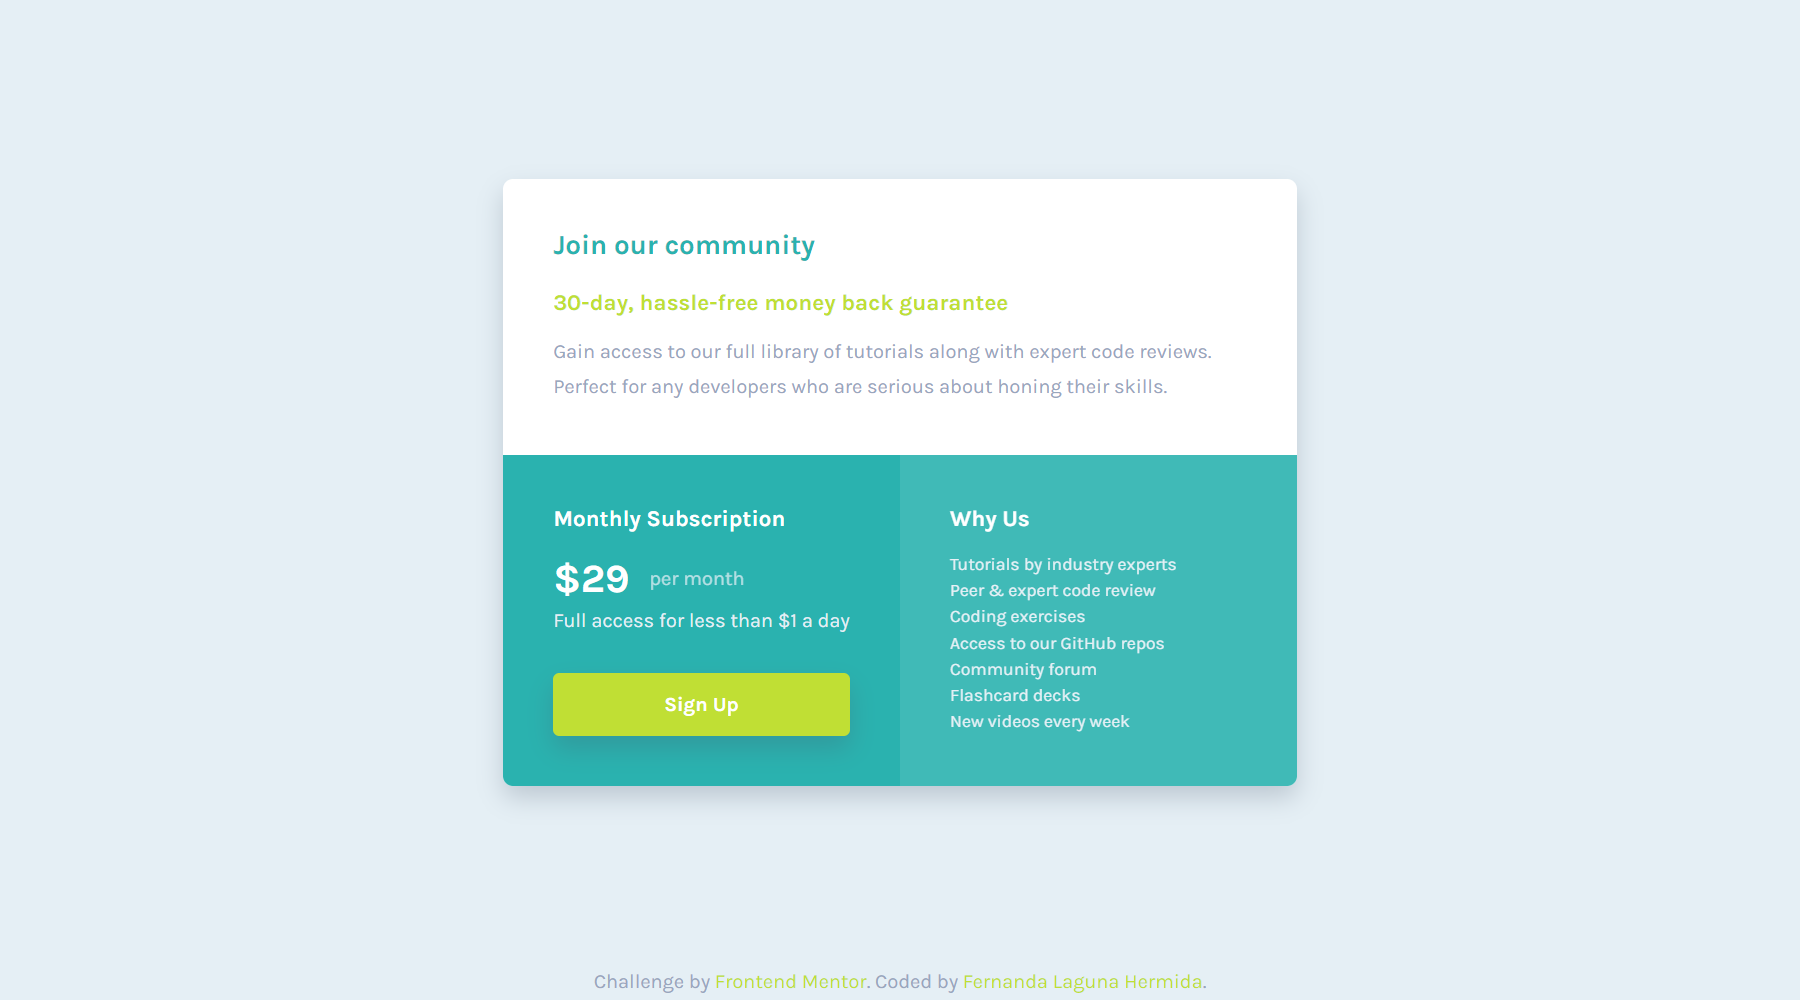 Join our community
30-day, hassle-free money back guarantee
Gain access to our full library of tutorials along with expert code reviews.
Perfect for any developers who are serious about honing their skills.
Monthly Subscription
$29 per month
Full access for less than $1 a day
Sign Up
Why Us
Tutorials by industry experts
Peer & expert code review
Coding exercises
Access to our GitHub repos
Community forum
Flashcard decks
New videos every week
Challenge by Frontend Mentor. Coded by Fernanda Laguna Hermida.